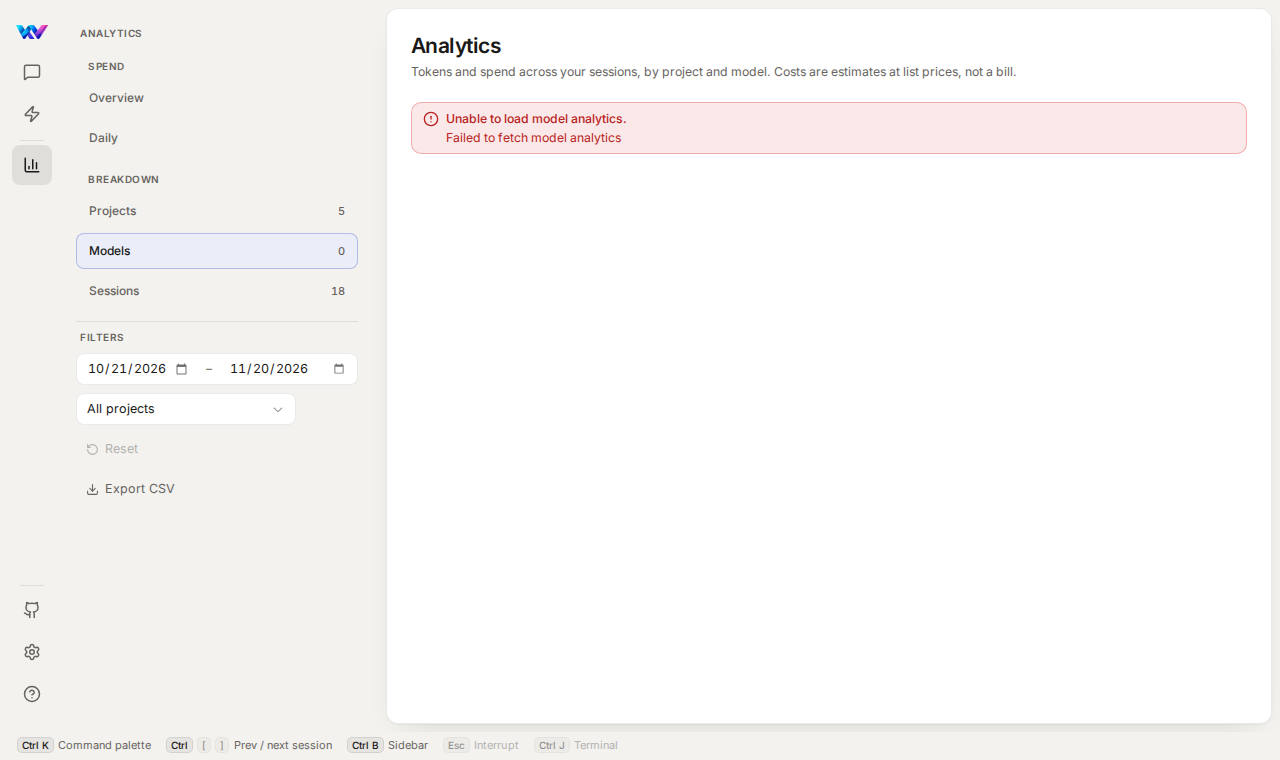 ANALYTICS
SPEND
Overview
Daily
BREAKDOWN
Projects 5
Models 0
Sessions 18
FILTERS
10/21/2026 – 11/20/2026
All projects
Reset
Export CSV
Analytics
Tokens and spend across your sessions, by project and model. Costs are estimates at list prices, not a bill.
Unable to load model analytics.
Failed to fetch model analytics
Ctrl K Command palette Ctrl [ ] Prev / next session Ctrl B Sidebar Esc Interrupt Ctrl J Terminal